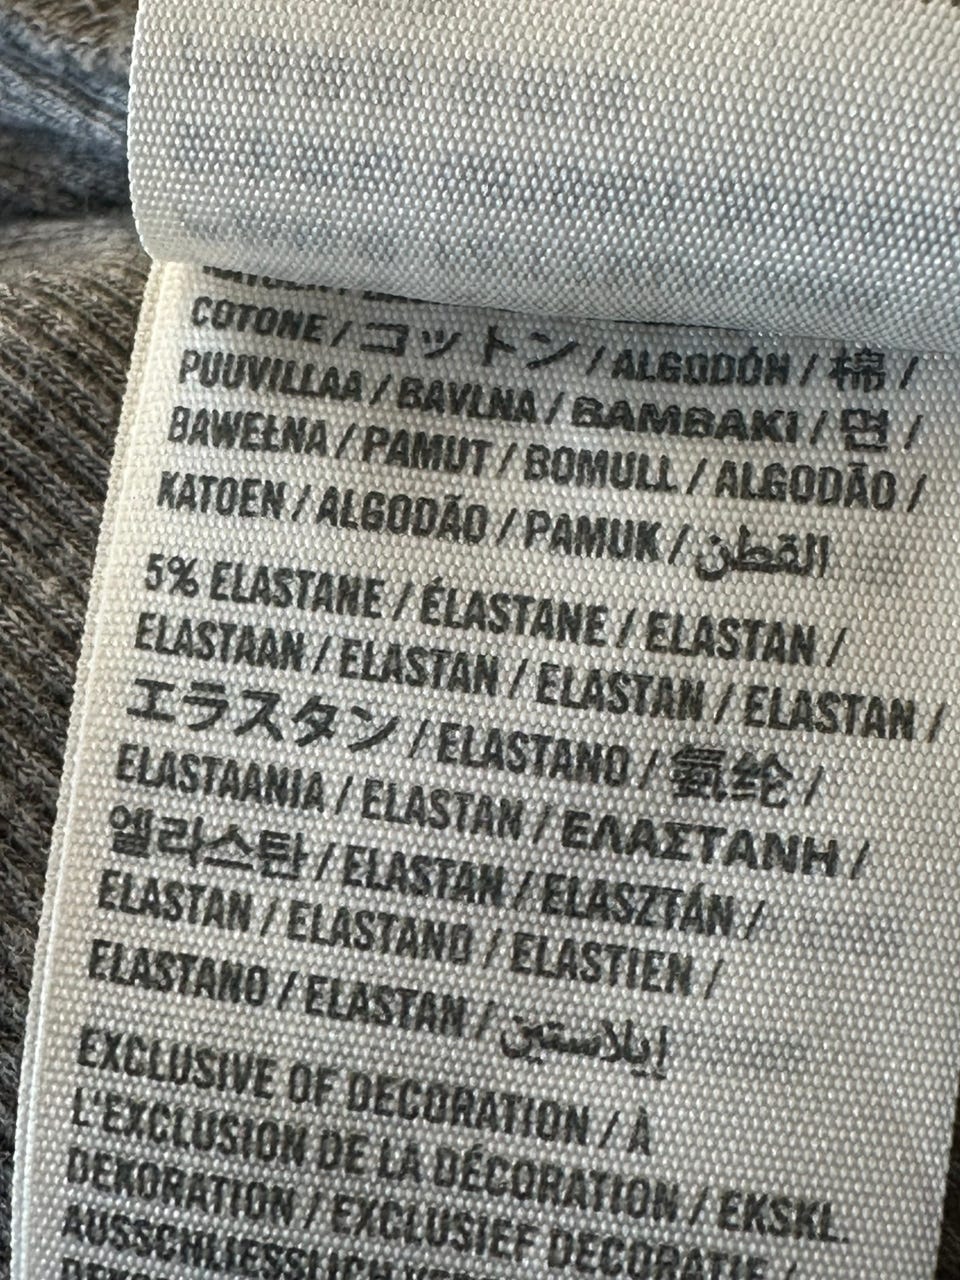 COTONE / コットン / ALGODÓN / 棉 /
PUUVILLAA / BAVLNA / BAMBAKI / 면 /
BAWEŁNA / PAMUT / BOMULL / ALGODÃO /
KATOEN / ALGODÃO / PAMUK / القطن
5% ELASTANE / ÉLASTANE / ELASTAN /
ELASTAAN / ELASTAN / ELASTAN / ELASTAN /
エラスタン / ELASTANO / 氨纶 /
ELASTAANIA / ELASTAN / ΕΛΑΣΤΑΝΗ /
엘라스탄 / ELASTAN / ELASZTÁN /
ELASTAN / ELASTANO / ELASTIEN /
ELASTANO / ELASTAN / إيلاستين
EXCLUSIVE OF DECORATION / À
L'EXCLUSION DE LA DÉCORATION / EKSKL.
DEKORATION / EXCLUSIEF DECORATIE /
AUSSCHLIESSLICH